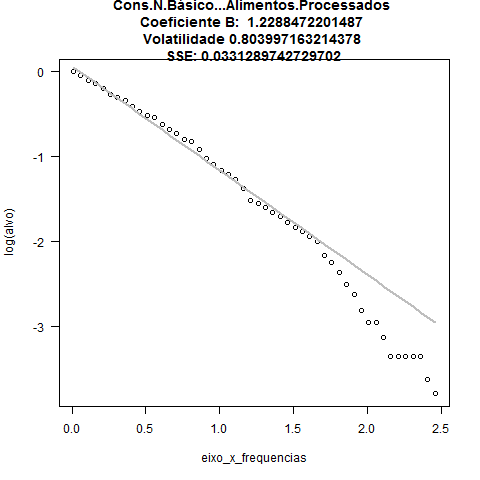 Cons.N.Básico...Alimentos.Processados
Coeficiente B:  1.2288472201487
Volatilidade 0.803997163214378
SSE: 0.0331289742729702
0
-1
-2
-3
log(alvo)
0.0
0.5
1.0
1.5
2.0
2.5
eixo_x_frequencias